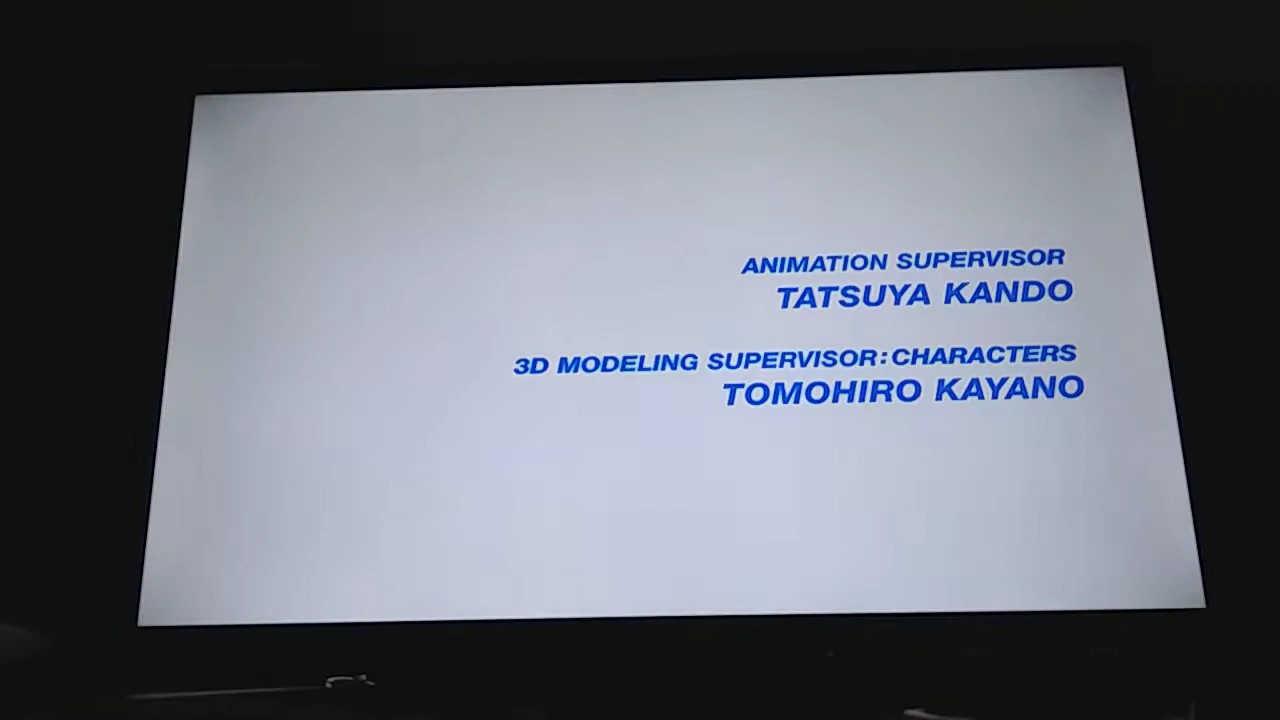 ANIMATION SUPERVISOR
TATSUYA KANDO
3D MODELING SUPERVISOR:CHARACTERS
TOMOHIRO KAYANO